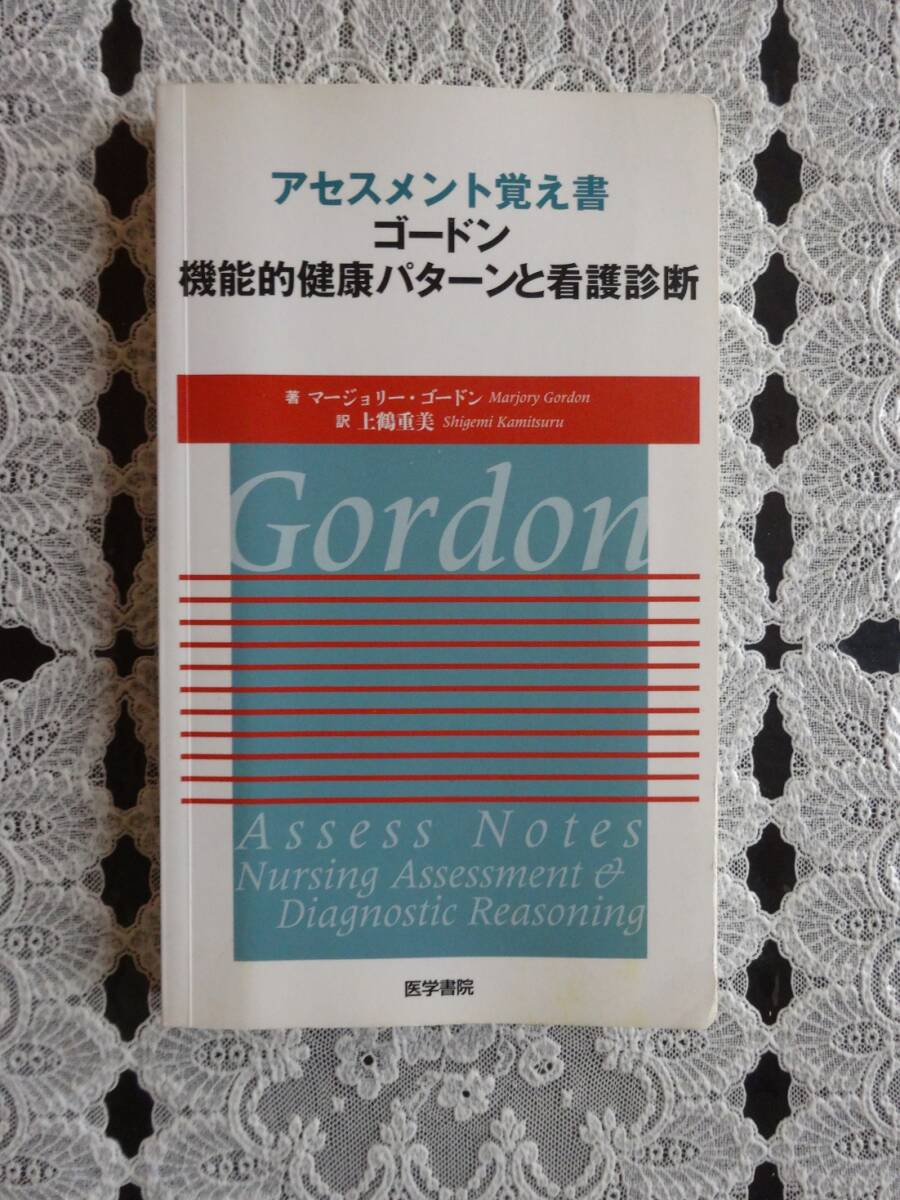 アセスメント覚え書
ゴードン
機能的健康パターンと看護診断
著 マージョリー・ゴードン Marjory Gordon
訳 上鶴重美 Shigemi Kamitsuru
Gordon
Assess Notes
Nursing Assessment &
Diagnostic Reasoning
医学書院